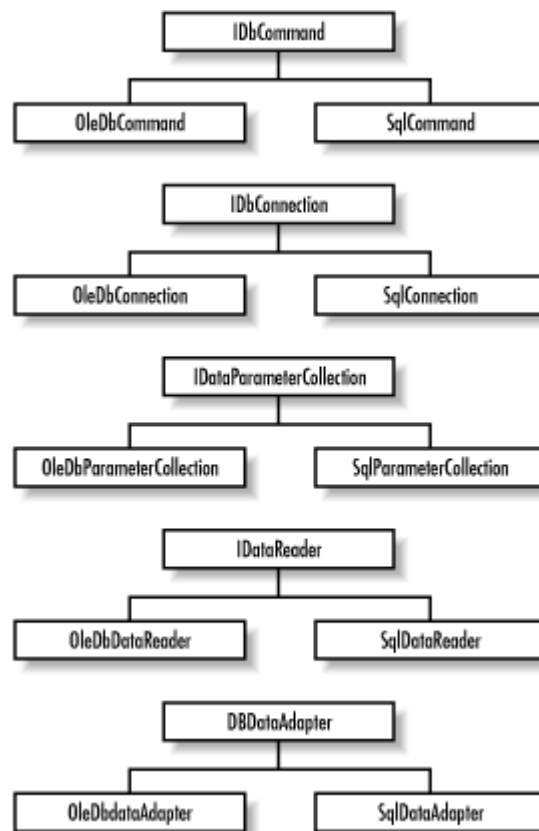 IDbCommand
OleDbCommand
SqlCommand
IDbConnection
OleDbConnection
SqlConnection
IDataParameterCollection
OleDbParameterCollection
SqlParameterCollection
IDataReader
OleDbDataReader
SqlDataReader
DBDataAdapter
OleDbdataAdapter
SqlDataAdapter